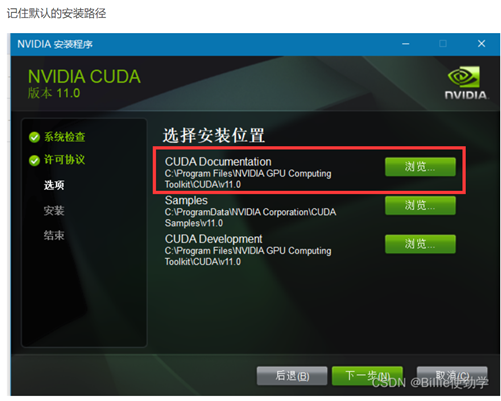 记住默认的安装路径
NVIDIA 安装程序
NVIDIA CUDA
版本 11.0
NVIDIA.
系统检查
许可协议
选项
安装
结束
选择安装位置
CUDA Documentation
C:\Program Files\NVIDIA GPU Computing
Toolkit\CUDA\v11.0
浏览...
Samples
C:\ProgramData\NVIDIA Corporation\CUDA
Samples\v11.0
浏览...
CUDA Development
C:\Program Files\NVIDIA GPU Computing
Toolkit\CUDA\v11.0
浏览...
后退(B)
下一步(N)
取消(C)
CSDN @Billie使劲学